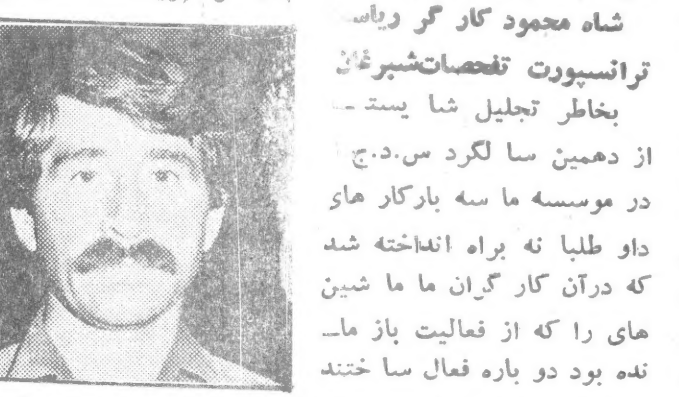 شاه محمود کار گر ریاست
ترانسپورت تفحصات شبرغان
بخاطر تجلیل شا یستـ ـ
از دهمین سا لگرد س.د.ج.ا
در موسسه ما سه بارکار های
داو طلبا نه براه انداخته شد
که درآن کار گران ما ما شین
های را که از فعالیت باز ماـ
نده بود دو باره فعال سا ختند